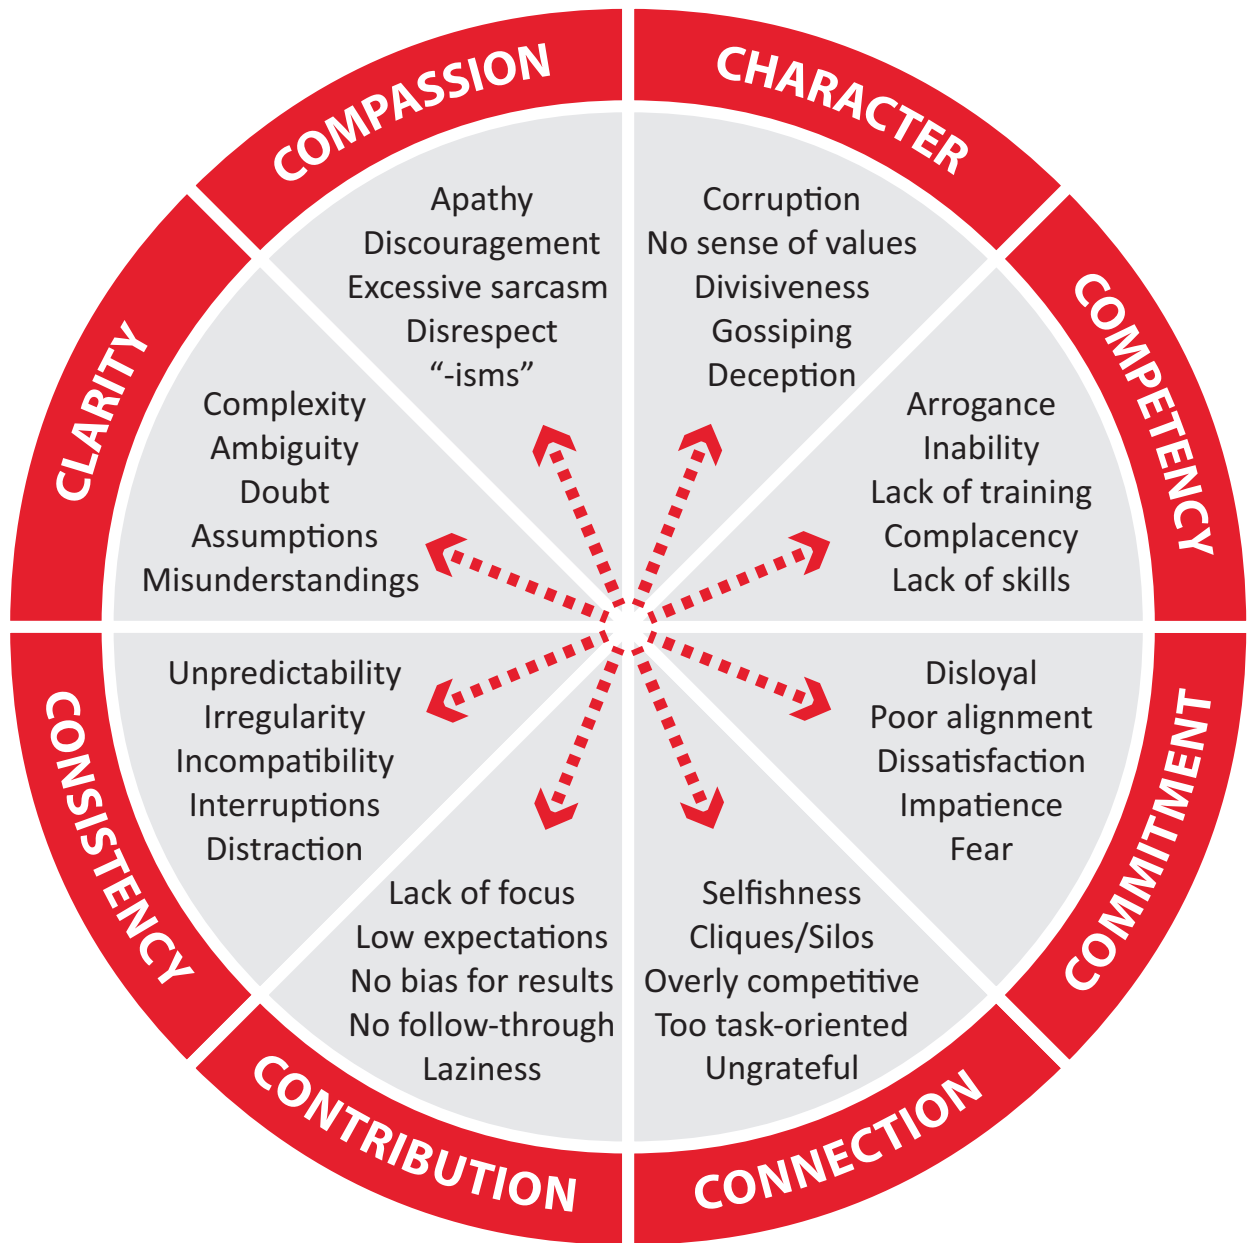 COMPASSION
Apathy
Discouragement
Excessive sarcasm
Disrespect
“-isms”
CHARACTER
Corruption
No sense of values
Divisiveness
Gossiping
Deception
COMPETENCY
Arrogance
Inability
Lack of training
Complacency
Lack of skills
COMMITMENT
Disloyal
Poor alignment
Dissatisfaction
Impatience
Fear
CONNECTION
Selfishness
Cliques/Silos
Overly competitive
Too task-oriented
Ungrateful
CONTRIBUTION
Lack of focus
Low expectations
No bias for results
No follow-through
Laziness
CONSISTENCY
Unpredictability
Irregularity
Incompatibility
Interruptions
Distraction
CLARITY
Complexity
Ambiguity
Doubt
Assumptions
Misunderstandings